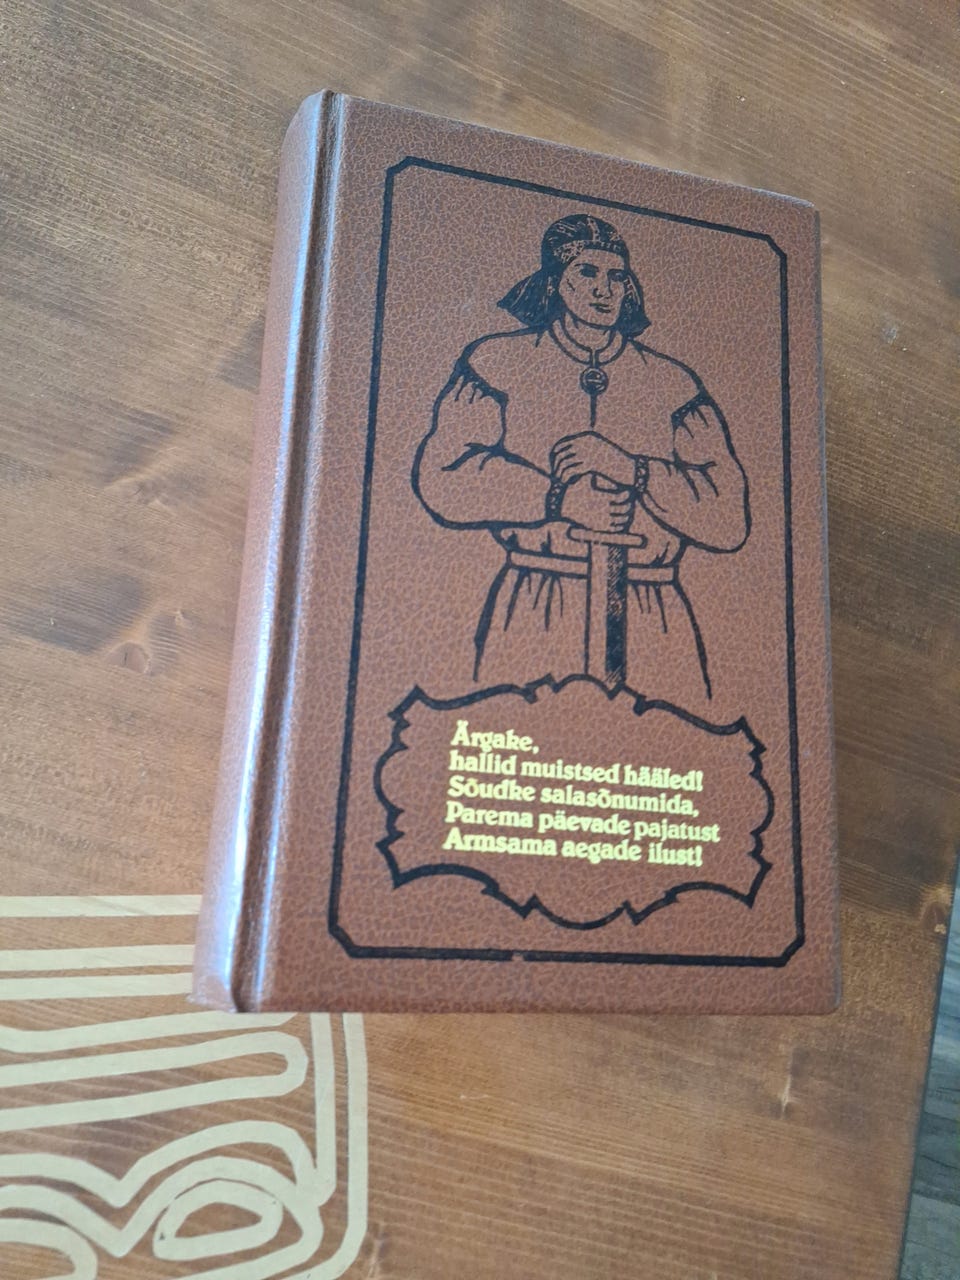 Ärgake,
hallid muistsed hääled!
Sõudke salasõnumida,
Parema päevade pajatust
Armsama aegade ilust!